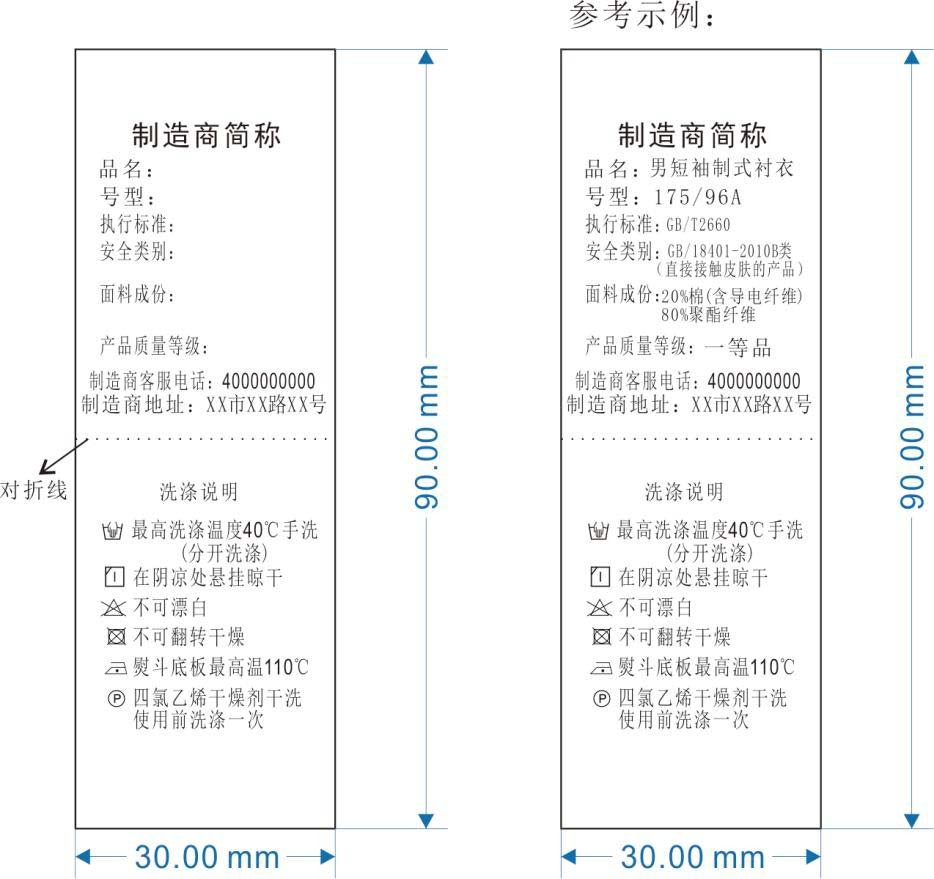 参考示例：
制造商简称
品名：
号型：
执行标准：
安全类别：
面料成份：
产品质量等级：
制造商客服电话：4000000000
制造商地址：XX市XX路XX号
对折线
洗涤说明
最高洗涤温度40℃手洗
(分开洗涤)
在阴凉处悬挂晾干
不可漂白
不可翻转干燥
熨斗底板最高温110℃
P 四氯乙烯干燥剂干洗
使用前洗涤一次
90.00 mm
30.00 mm
制造商简称
品名：男短袖制式衬衣
号型：175/96A
执行标准：GB/T2660
安全类别：GB/18401-2010B类
（直接接触皮肤的产品）
面料成份:20%棉(含导电纤维)
80%聚酯纤维
产品质量等级：一等品
制造商客服电话：4000000000
制造商地址：XX市XX路XX号
洗涤说明
最高洗涤温度40℃手洗
(分开洗涤)
在阴凉处悬挂晾干
不可漂白
不可翻转干燥
熨斗底板最高温110℃
P 四氯乙烯干燥剂干洗
使用前洗涤一次
90.00 mm
30.00 mm